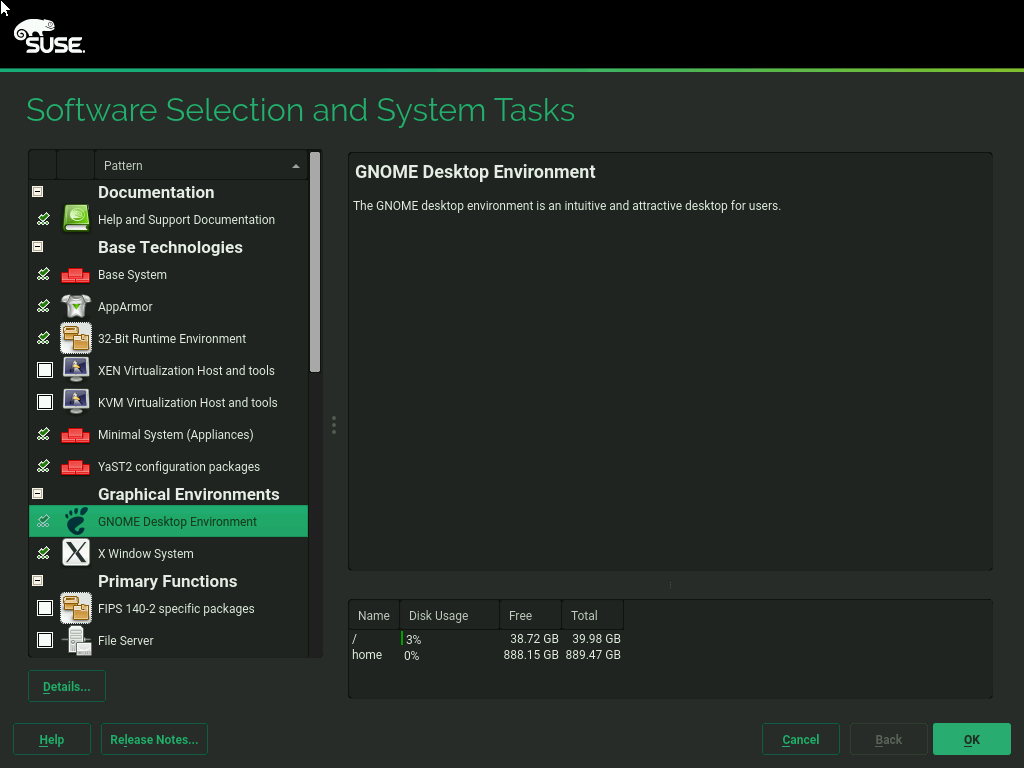 SUSE.
Software Selection and System Tasks
Pattern
Documentation
Help and Support Documentation
Base Technologies
Base System
AppArmor
32-Bit Runtime Environment
XEN Virtualization Host and tools
KVM Virtualization Host and tools
Minimal System (Appliances)
YaST2 configuration packages
Graphical Environments
GNOME Desktop Environment
X Window System
Primary Functions
FIPS 140-2 specific packages
File Server
Details...
GNOME Desktop Environment
The GNOME desktop environment is an intuitive and attractive desktop for users.
Name Disk Usage Free Total
/ 3% 38.72 GB 39.98 GB
home 0% 888.15 GB 889.47 GB
Help Release Notes... Cancel Back OK